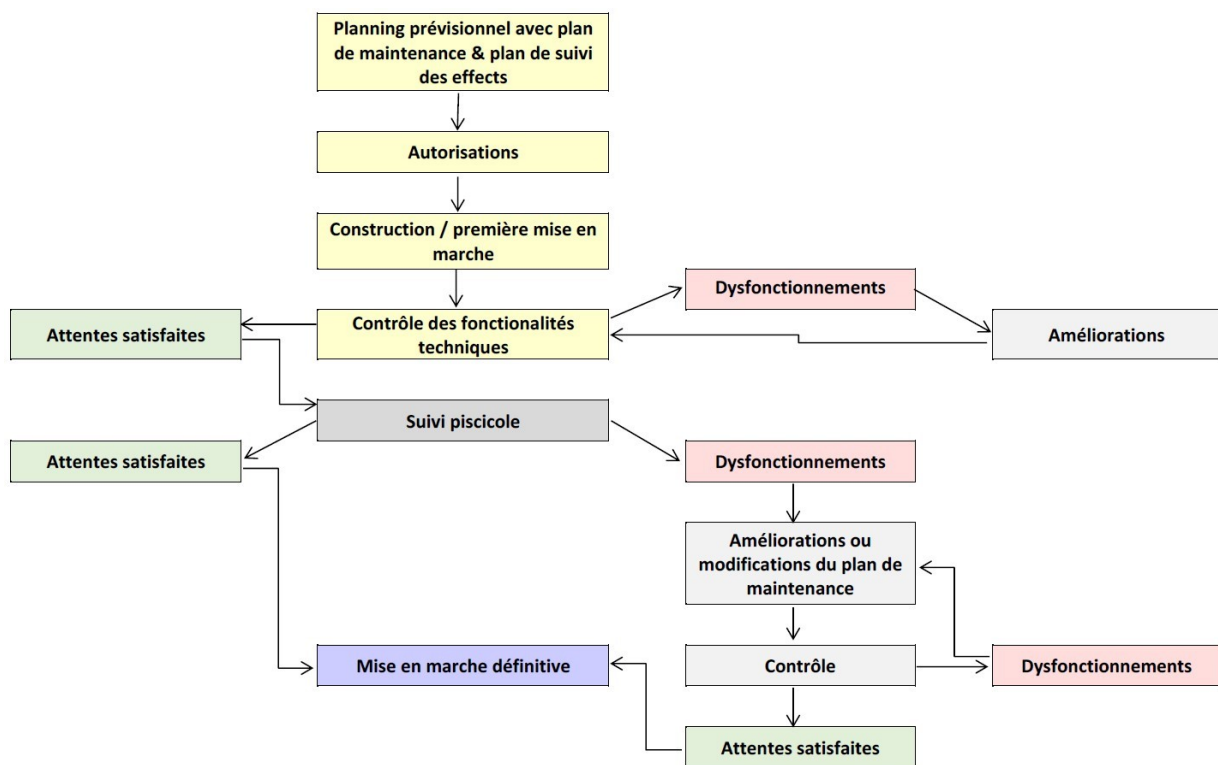 Planning prévisionnel avec plan
de maintenance & plan de suivi
des effects
Autorisations
Construction / première mise en
marche
Dysfonctionnements
Attentes satisfaites
Contrôle des fonctionalités
techniques
Améliorations
Suivi piscicole
Attentes satisfaites
Dysfonctionnements
Améliorations ou
modifications du plan de
maintenance
Mise en marche définitive
Contrôle
Dysfonctionnements
Attentes satisfaites